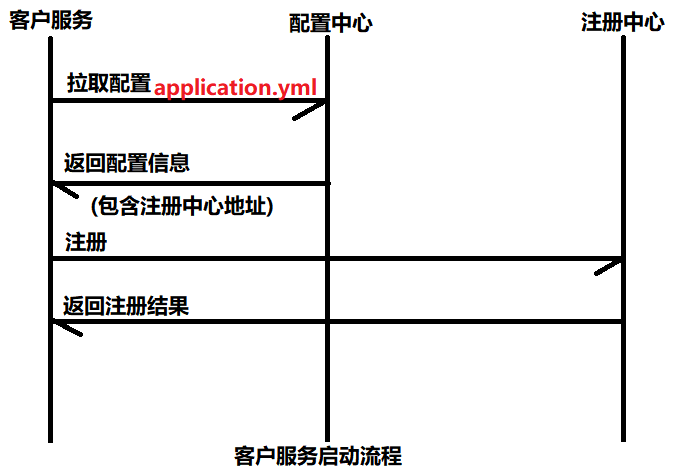 客户服务
配置中心
注册中心
拉取配置application.yml
返回配置信息
(包含注册中心地址)
注册
返回注册结果
客户服务启动流程